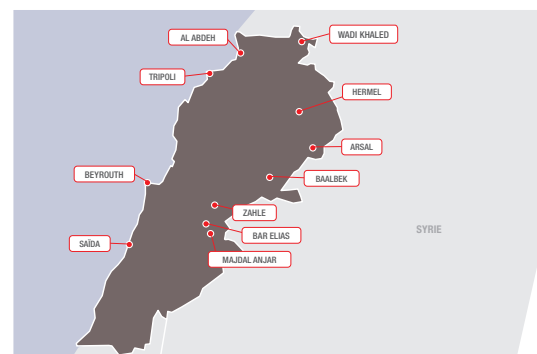 WADI KHALED
AL ABDEH
TRIPOLI
HERMEL
ARSAL
BEYROUTH
BAALBEK
ZAHLE
SYRIE
BAR ELIAS
SAÏDA
MAJDAL ANJAR